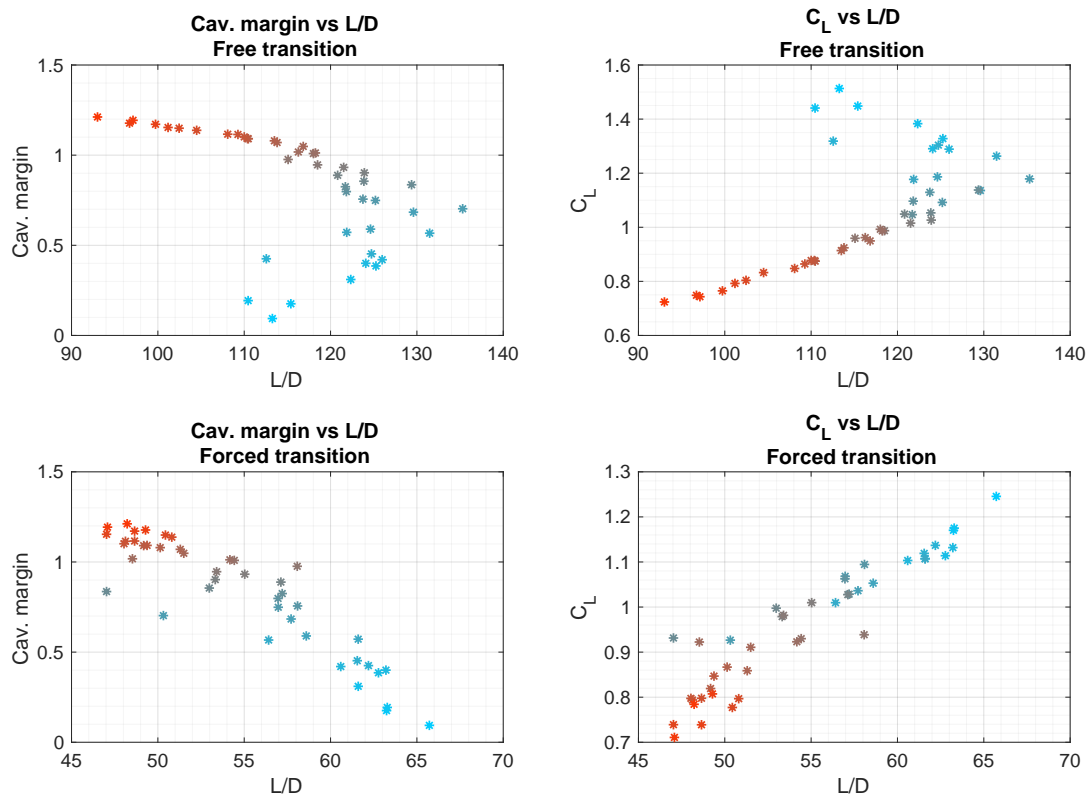 Cav. margin vs L/D
Free transition
1.5
1
0.5
0
Cav. margin
90 100 110 120 130 140
L/D
C_L vs L/D
Free transition
1.6
1.4
1.2
1
0.8
0.6
C_L
90 100 110 120 130 140
L/D
Cav. margin vs L/D
Forced transition
1.5
1
0.5
0
Cav. margin
45 50 55 60 65 70
L/D
C_L vs L/D
Forced transition
1.3
1.2
1.1
1
0.9
0.8
0.7
C_L
45 50 55 60 65 70
L/D